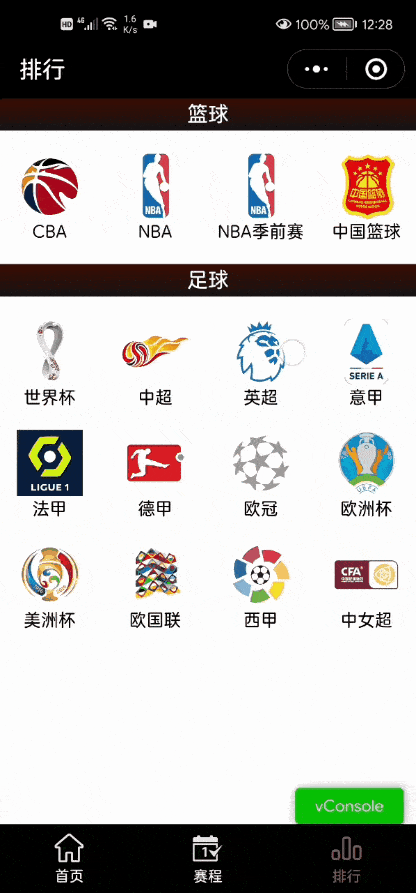 HD 4G 1.6 K/s 100% 12:28
排行
篮球
NBA NBA
CBA NBA NBA季前赛 中国篮球
足球
SERIE A
世界杯 中超 英超 意甲
LIGUE 1
法甲 德甲 欧冠 欧洲杯
CFA
美洲杯 欧国联 西甲 中女超
vConsole
1
首页 赛程 排行